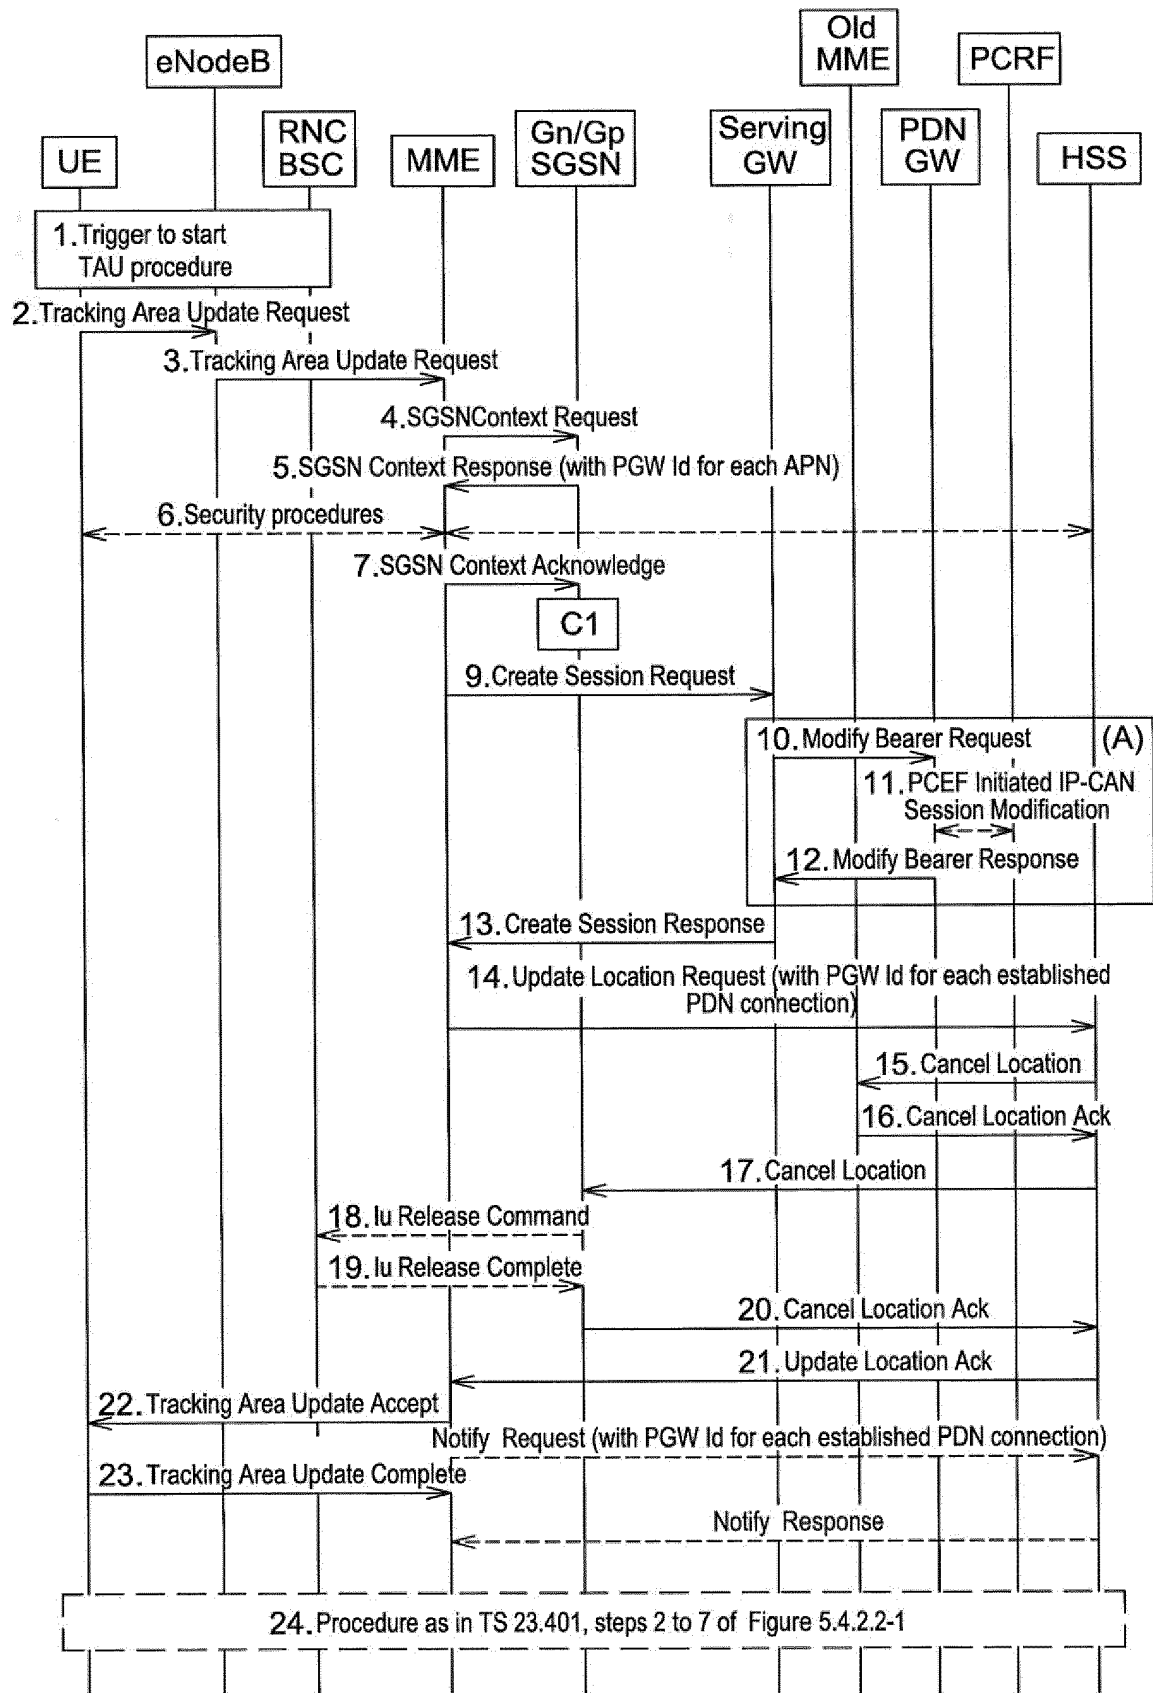 Old
MME
PCRF
eNodeB
RNC
BSC
Gn/Gp
SGSN
Serving
GW
PDN
GW
UE
MME
HSS
1.Trigger to start
TAU procedure
2.Tracking Area Update Request
3.Tracking Area Update Request
4.SGSNContext Request
5.SGSN Context Response (with PGW Id for each APN)
6.Security procedures
7.SGSN Context Acknowledge
C1
9.Create Session Request
10.Modify Bearer Request
(A)
11.PCEF Initiated IP-CAN
Session Modification
12.Modify Bearer Response
13.Create Session Response
14.Update Location Request (with PGW Id for each established
PDN connection)
15.Cancel Location
16.Cancel Location Ack
17.Cancel Location
18.Iu Release Command
19.Iu Release Complete
20.Cancel Location Ack
21.Update Location Ack
22.Tracking Area Update Accept
Notify Request (with PGW Id for each established PDN connection)
23.Tracking Area Update Complete
Notify Response
24.Procedure as in TS 23.401, steps 2 to 7 of Figure 5.4.2.2-1